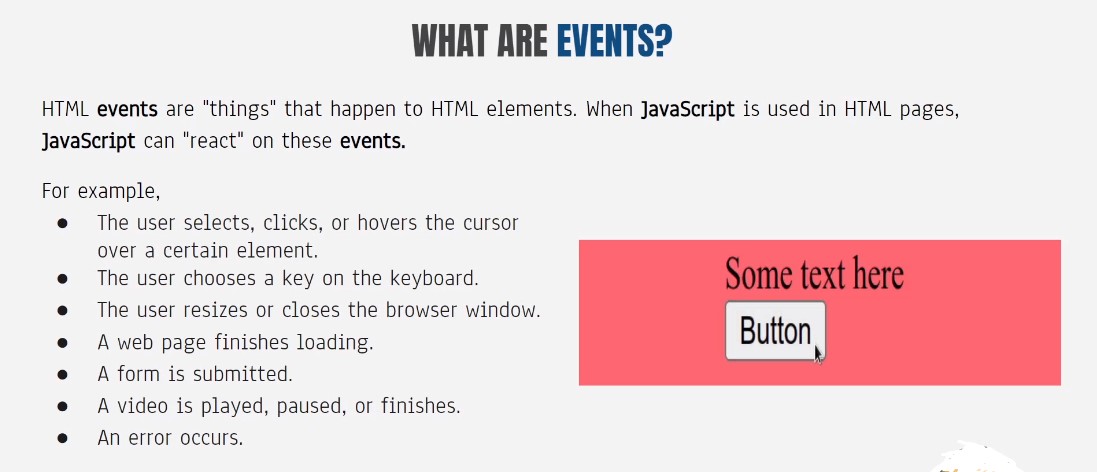 WHAT ARE EVENTS?
HTML events are "things" that happen to HTML elements. When JavaScript is used in HTML pages,
JavaScript can "react" on these events.
For example,
● The user selects, clicks, or hovers the cursor
over a certain element.
● The user chooses a key on the keyboard.
● The user resizes or closes the browser window.
● A web page finishes loading.
● A form is submitted.
● A video is played, paused, or finishes.
● An error occurs.
Some text here
Button